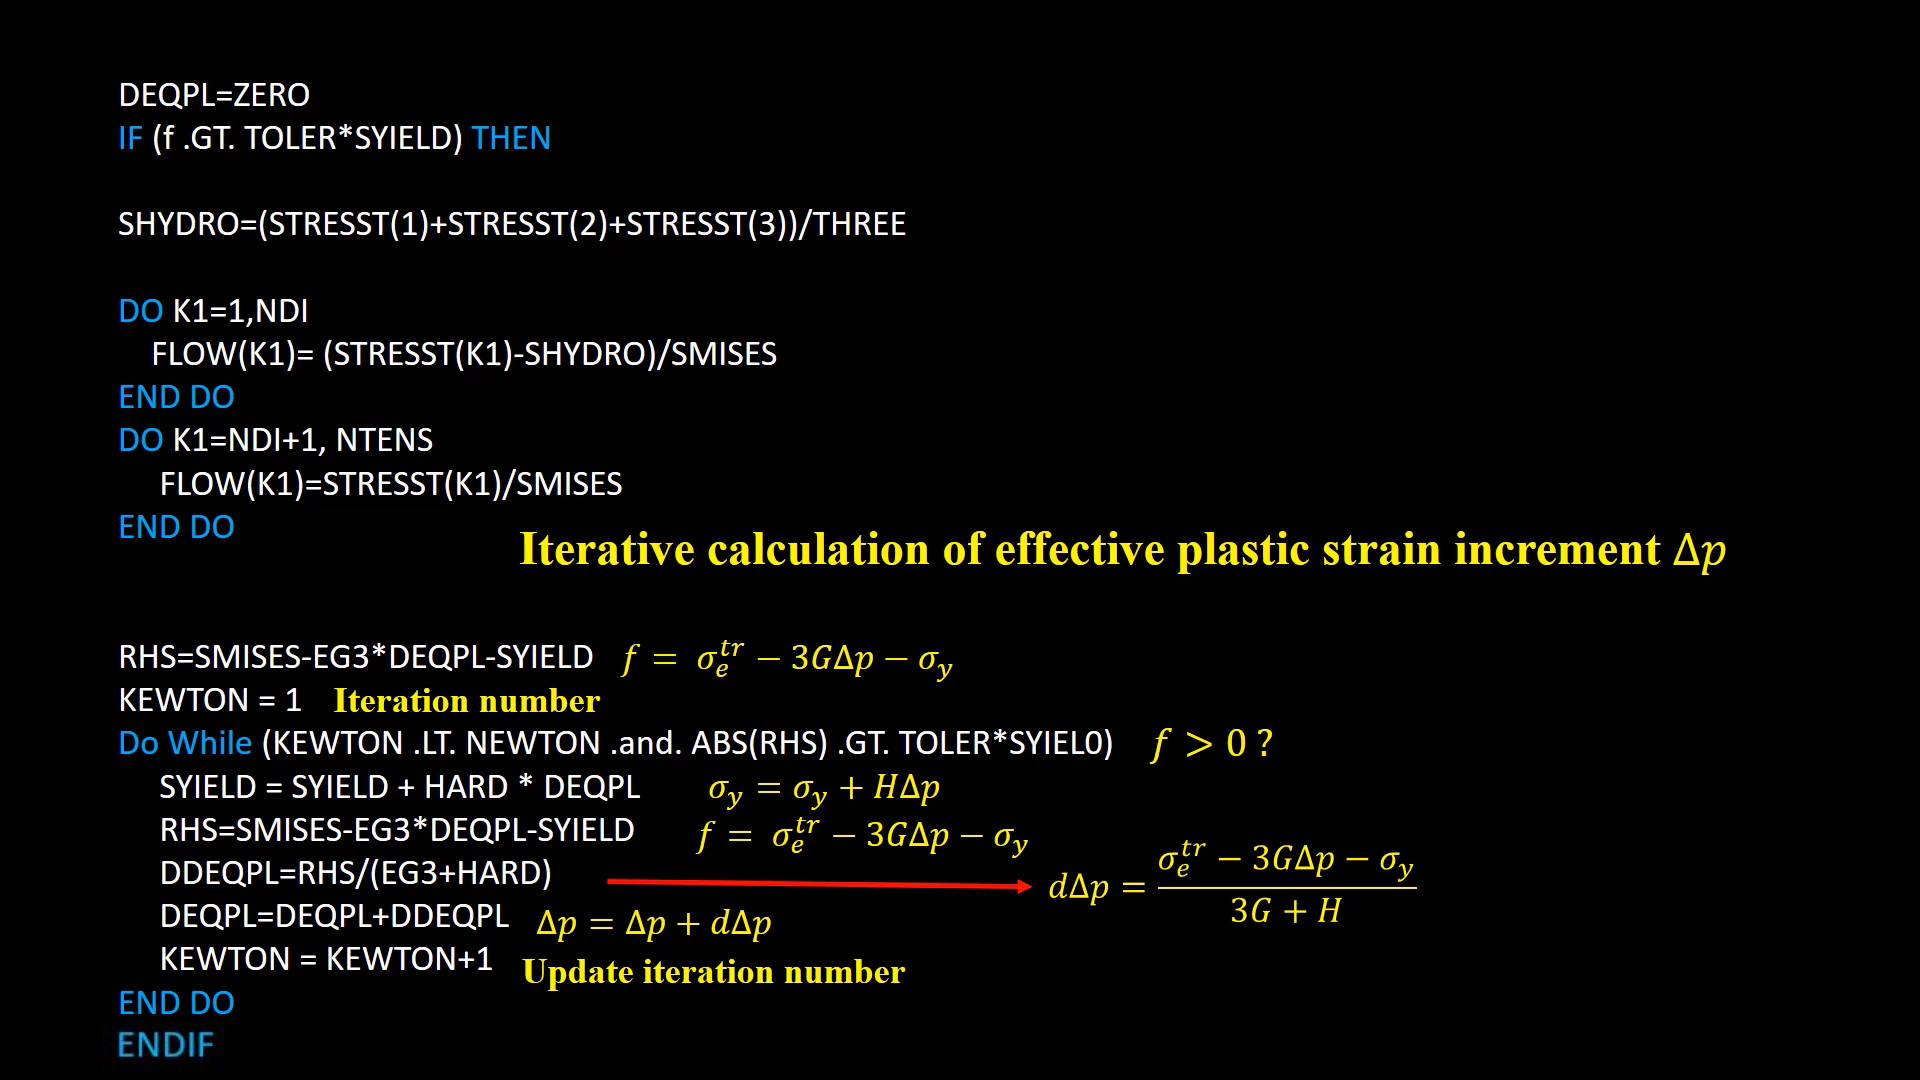 DEQPL=ZERO
IF (f .GT. TOLER*SYIELD) THEN
SHYDRO=(STRESST(1)+STRESST(2)+STRESST(3))/THREE
DO K1=1,NDI
FLOW(K1)= (STRESST(K1)-SHYDRO)/SMISES
END DO
DO K1=NDI+1, NTENS
FLOW(K1)=STRESST(K1)/SMISES
END DO
Iterative calculation of effective plastic strain increment Δp
RHS=SMISES-EG3*DEQPL-SYIELD f = σ_e^{tr} − 3GΔp − σ_y
KEWTON = 1 Iteration number
Do While (KEWTON .LT. NEWTON .and. ABS(RHS) .GT. TOLER*SYIEL0) f > 0 ?
SYIELD = SYIELD + HARD * DEQPL σ_y = σ_y + HΔp
RHS=SMISES-EG3*DEQPL-SYIELD f = σ_e^{tr} − 3GΔp − σ_y
DDEQPL=RHS/(EG3+HARD) dΔp = \frac{σ_e^{tr} − 3GΔp − σ_y}{3G + H}
DEQPL=DEQPL+DDEQPL Δp = Δp + dΔp
KEWTON = KEWTON+1 Update iteration number
END DO
ENDIF